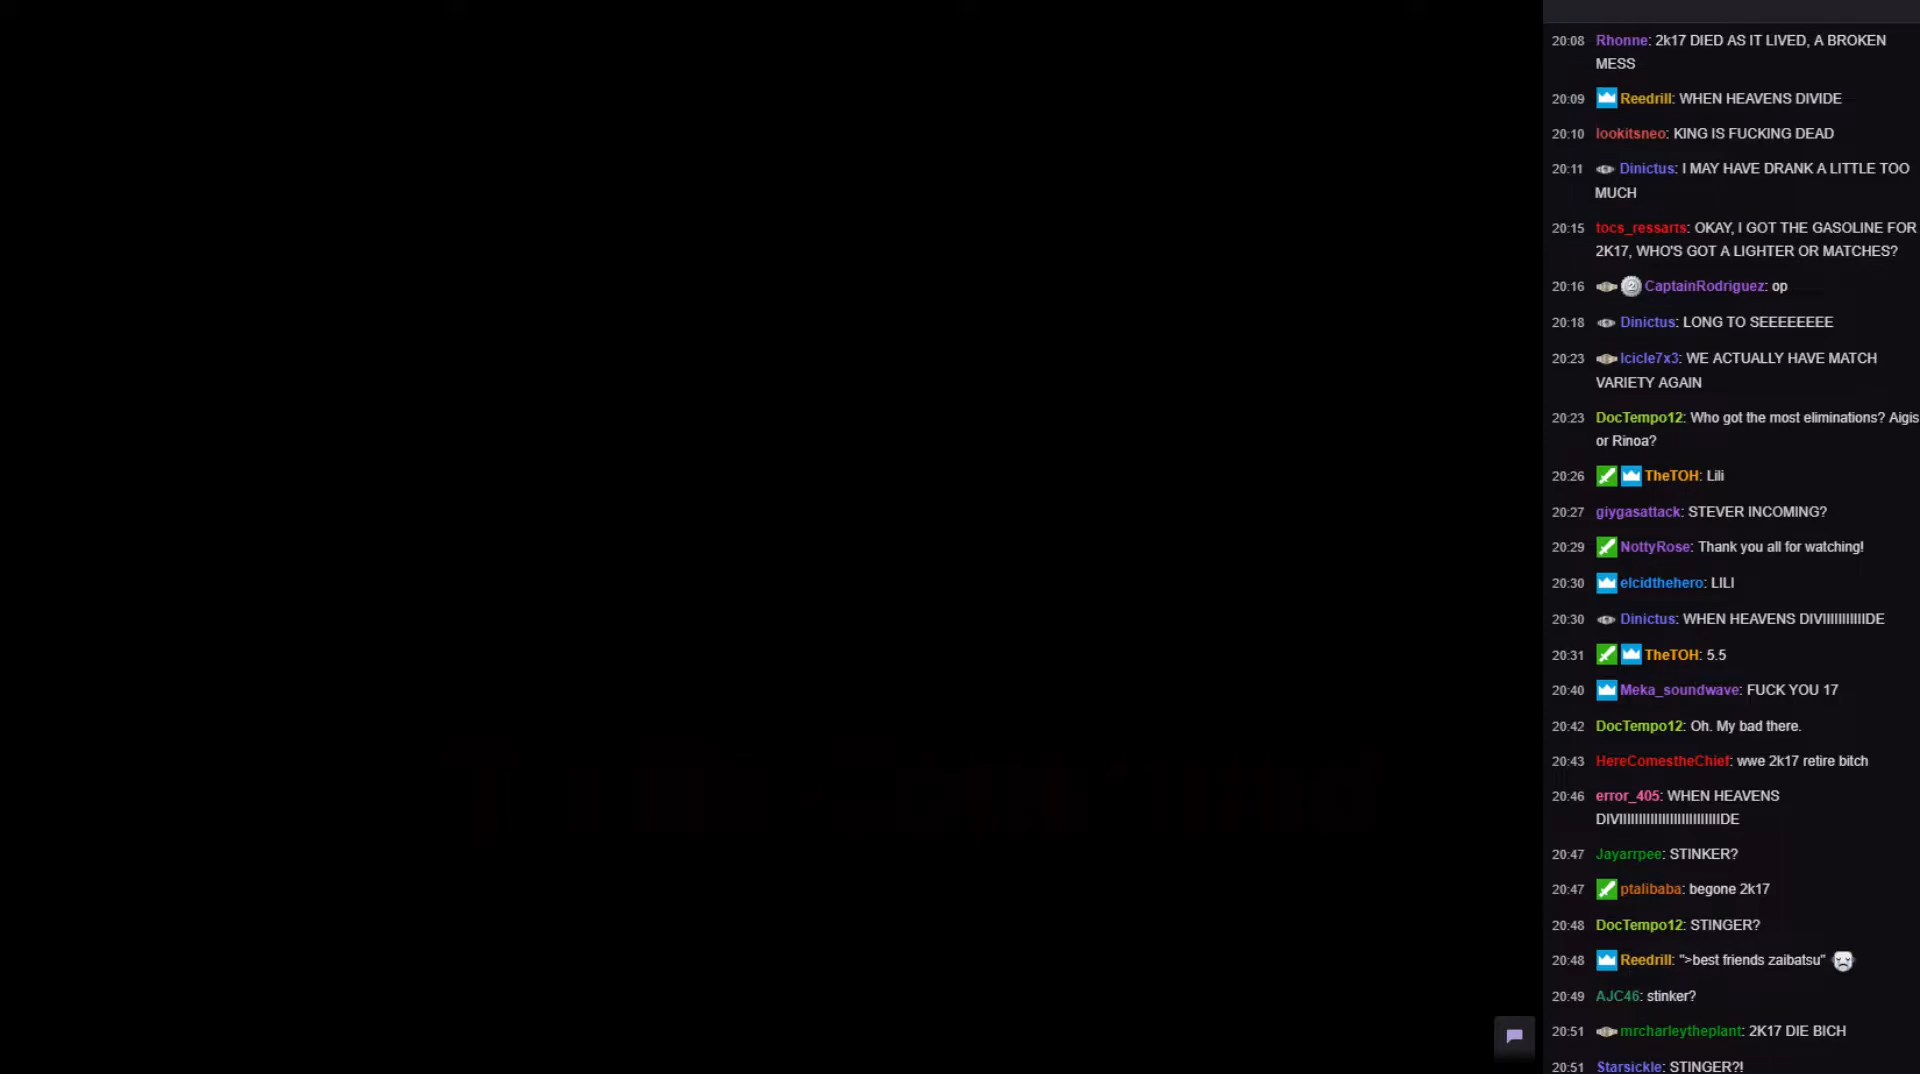 20:08 Rhonne: 2k17 DIED AS IT LIVED, A BROKEN
MESS
20:09 Reedrill: WHEN HEAVENS DIVIDE
20:10 lookitsneo: KING IS FUCKING DEAD
20:11 Dinictus: I MAY HAVE DRANK A LITTLE TOO
MUCH
20:15 tocs_ressarts: OKAY, I GOT THE GASOLINE FOR
2K17, WHO'S GOT A LIGHTER OR MATCHES?
20:16 2 CaptainRodriguez: op
20:18 Dinictus: LONG TO SEEEEEEEE
20:23 Icicle7x3: WE ACTUALLY HAVE MATCH
VARIETY AGAIN
20:23 DocTempo12: Who got the most eliminations? Aigis
or Rinoa?
20:26 TheTOH: Lili
20:27 giygasattack: STEVER INCOMING?
20:29 NottyRose: Thank you all for watching!
20:30 elcidthehero: LILI
20:30 Dinictus: WHEN HEAVENS DIVIIIIIIIIIIIDE
20:31 TheTOH: 5.5
20:40 Meka_soundwave: FUCK YOU 17
20:42 DocTempo12: Oh. My bad there.
20:43 HereComestheChief: wwe 2k17 retire bitch
20:46 error_405: WHEN HEAVENS
DIVIIIIIIIIIIIIIIIIIIIIIIIIIIDE
20:47 Jayarrpee: STINKER?
20:47 ptalibaba: begone 2k17
20:48 DocTempo12: STINGER?
20:48 Reedrill: ">best friends zaibatsu"
20:49 AJC46: stinker?
20:51 mrcharleytheplant: 2K17 DIE BICH
20:51 Starsickle: STINGER?!